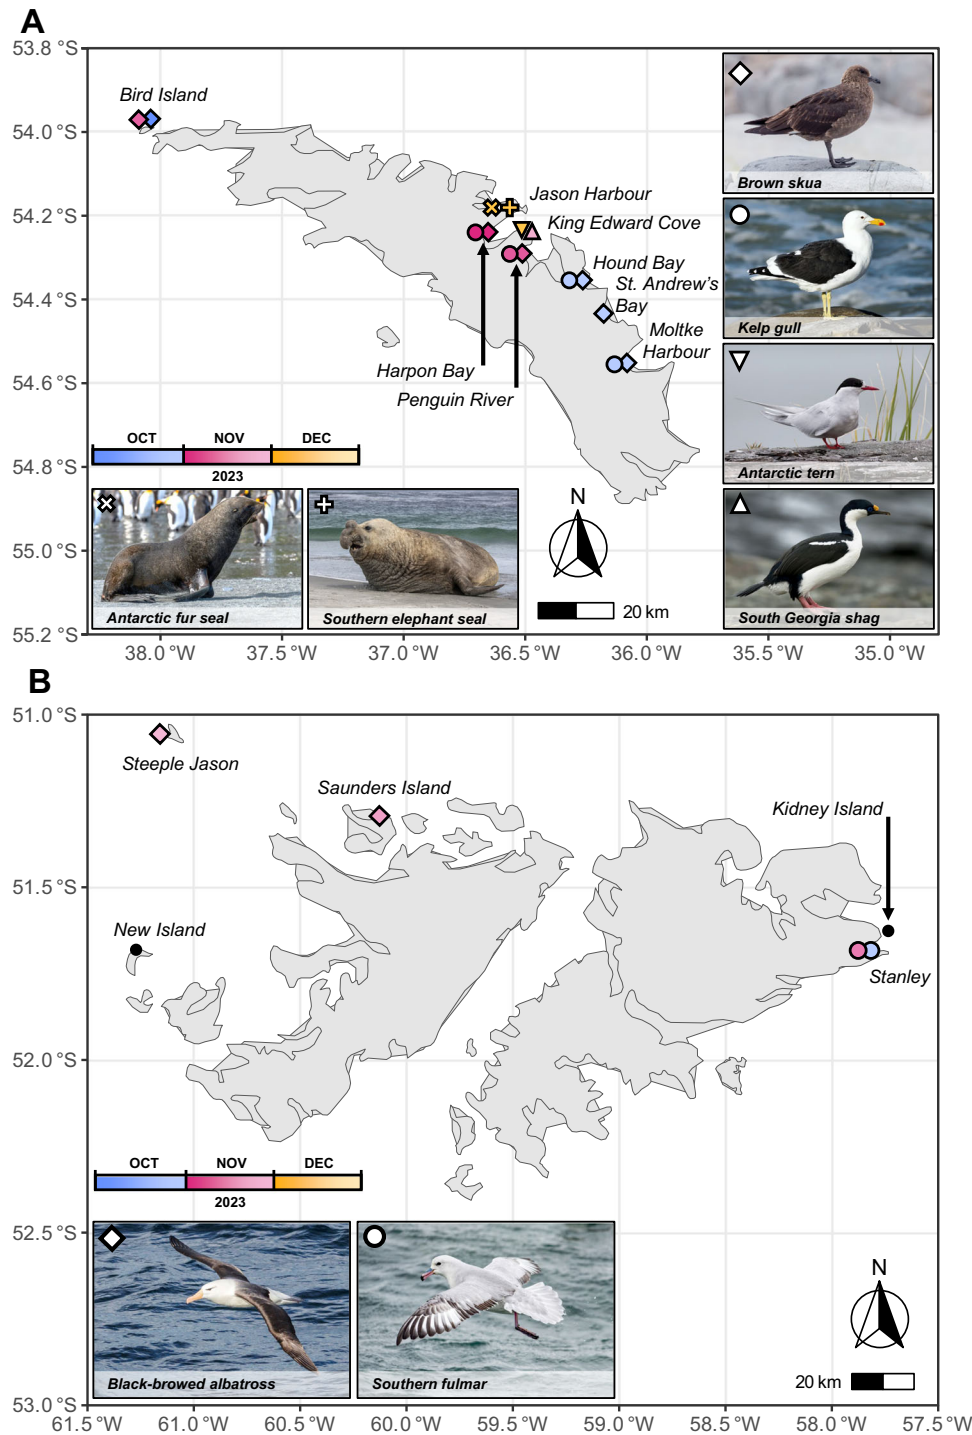 A
53.8 °S
54.0 °S
54.2 °S
54.4 °S
54.6 °S
54.8 °S
55.0 °S
55.2 °S
Bird Island
Jason Harbour
King Edward Cove
Hound Bay
St. Andrew's
Bay
Moltke
Harbour
Harpon Bay
Penguin River
Brown skua
Kelp gull
Antarctic tern
South Georgia shag
OCT NOV DEC
2023
Antarctic fur seal
Southern elephant seal
N
20 km
38.0 °W 37.5 °W 37.0 °W 36.5 °W 36.0 °W 35.5 °W 35.0 °W
B
51.0 °S
51.5 °S
52.0 °S
52.5 °S
53.0 °S
Steeple Jason
Saunders Island
Kidney Island
New Island
Stanley
OCT NOV DEC
2023
Black-browed albatross
Southern fulmar
N
20 km
61.5 °W 61.0 °W 60.5 °W 60.0 °W 59.5 °W 59.0 °W 58.5 °W 58.0 °W 57.5 °W